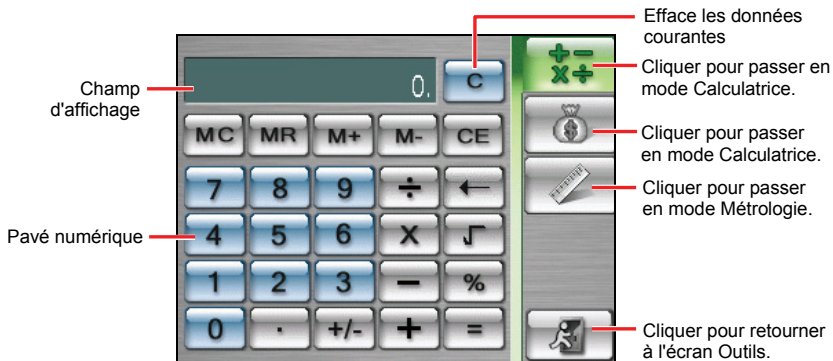 Efface les données
courantes
Cliquer pour passer en
mode Calculatrice.
Champ
d'affichage
0.
C
Cliquer pour passer
en mode Calculatrice.
MC MR M+ M- CE
Cliquer pour passer
en mode Métrologie.
7 8 9 ÷ ←
Pavé numérique
4 5 6 X √
1 2 3 − %
0 . +/- + =
Cliquer pour retourner
à l'écran Outils.
+ −
× ÷
$